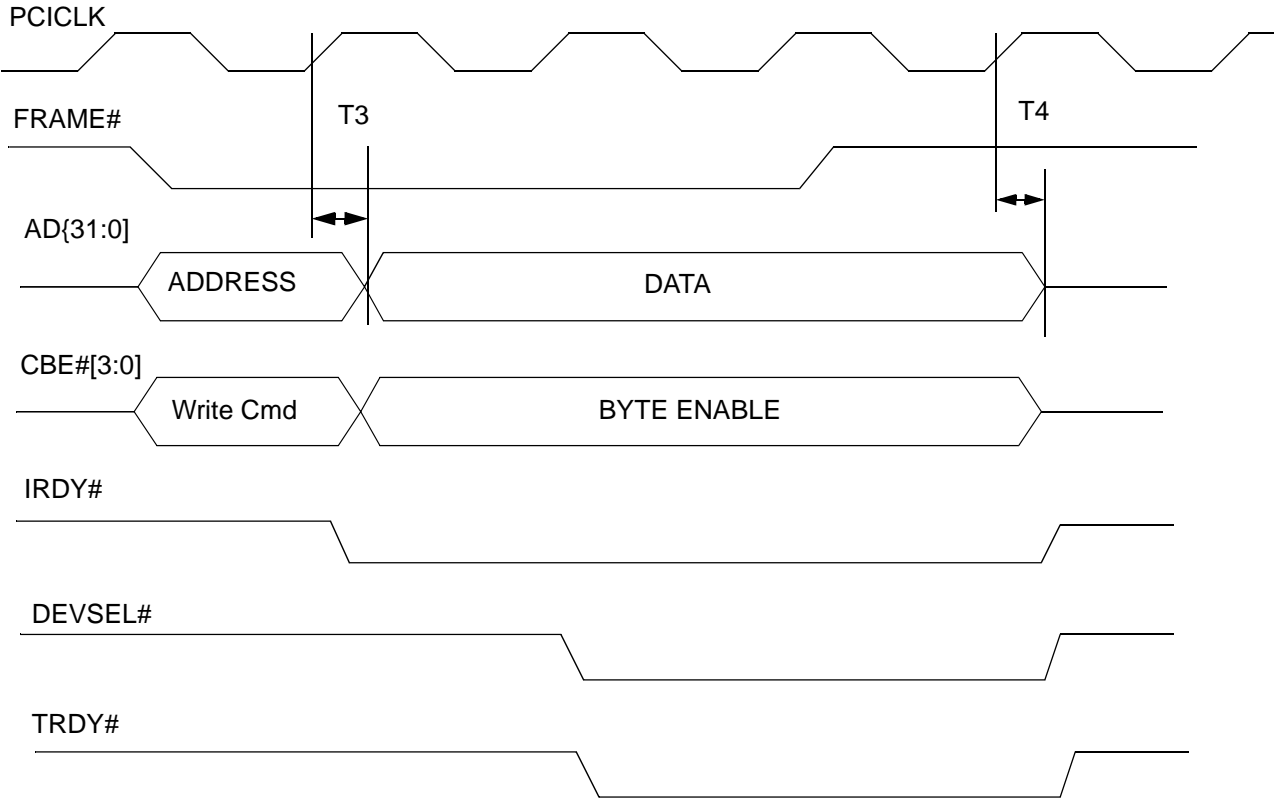 PCICLK
FRAME#
T3
T4
AD{31:0]
ADDRESS
DATA
CBE#[3:0]
Write Cmd
BYTE ENABLE
IRDY#
DEVSEL#
TRDY#